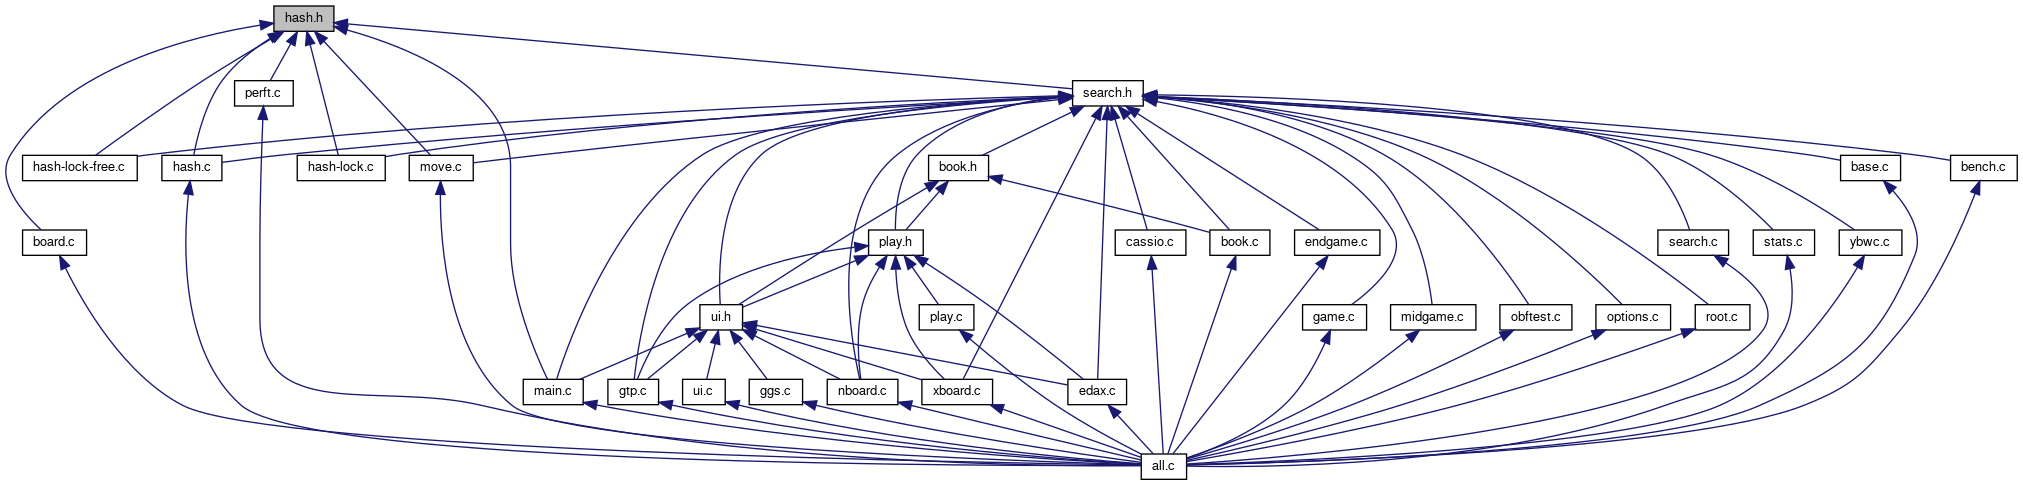 hash.h
perft.c
search.h
hash-lock-free.c
hash.c
hash-lock.c
move.c
book.h
base.c
bench.c
board.c
play.h
cassio.c
book.c
endgame.c
search.c
stats.c
ybwc.c
ui.h
play.c
game.c
midgame.c
obftest.c
options.c
root.c
main.c
gtp.c
ui.c
ggs.c
nboard.c
xboard.c
edax.c
all.c